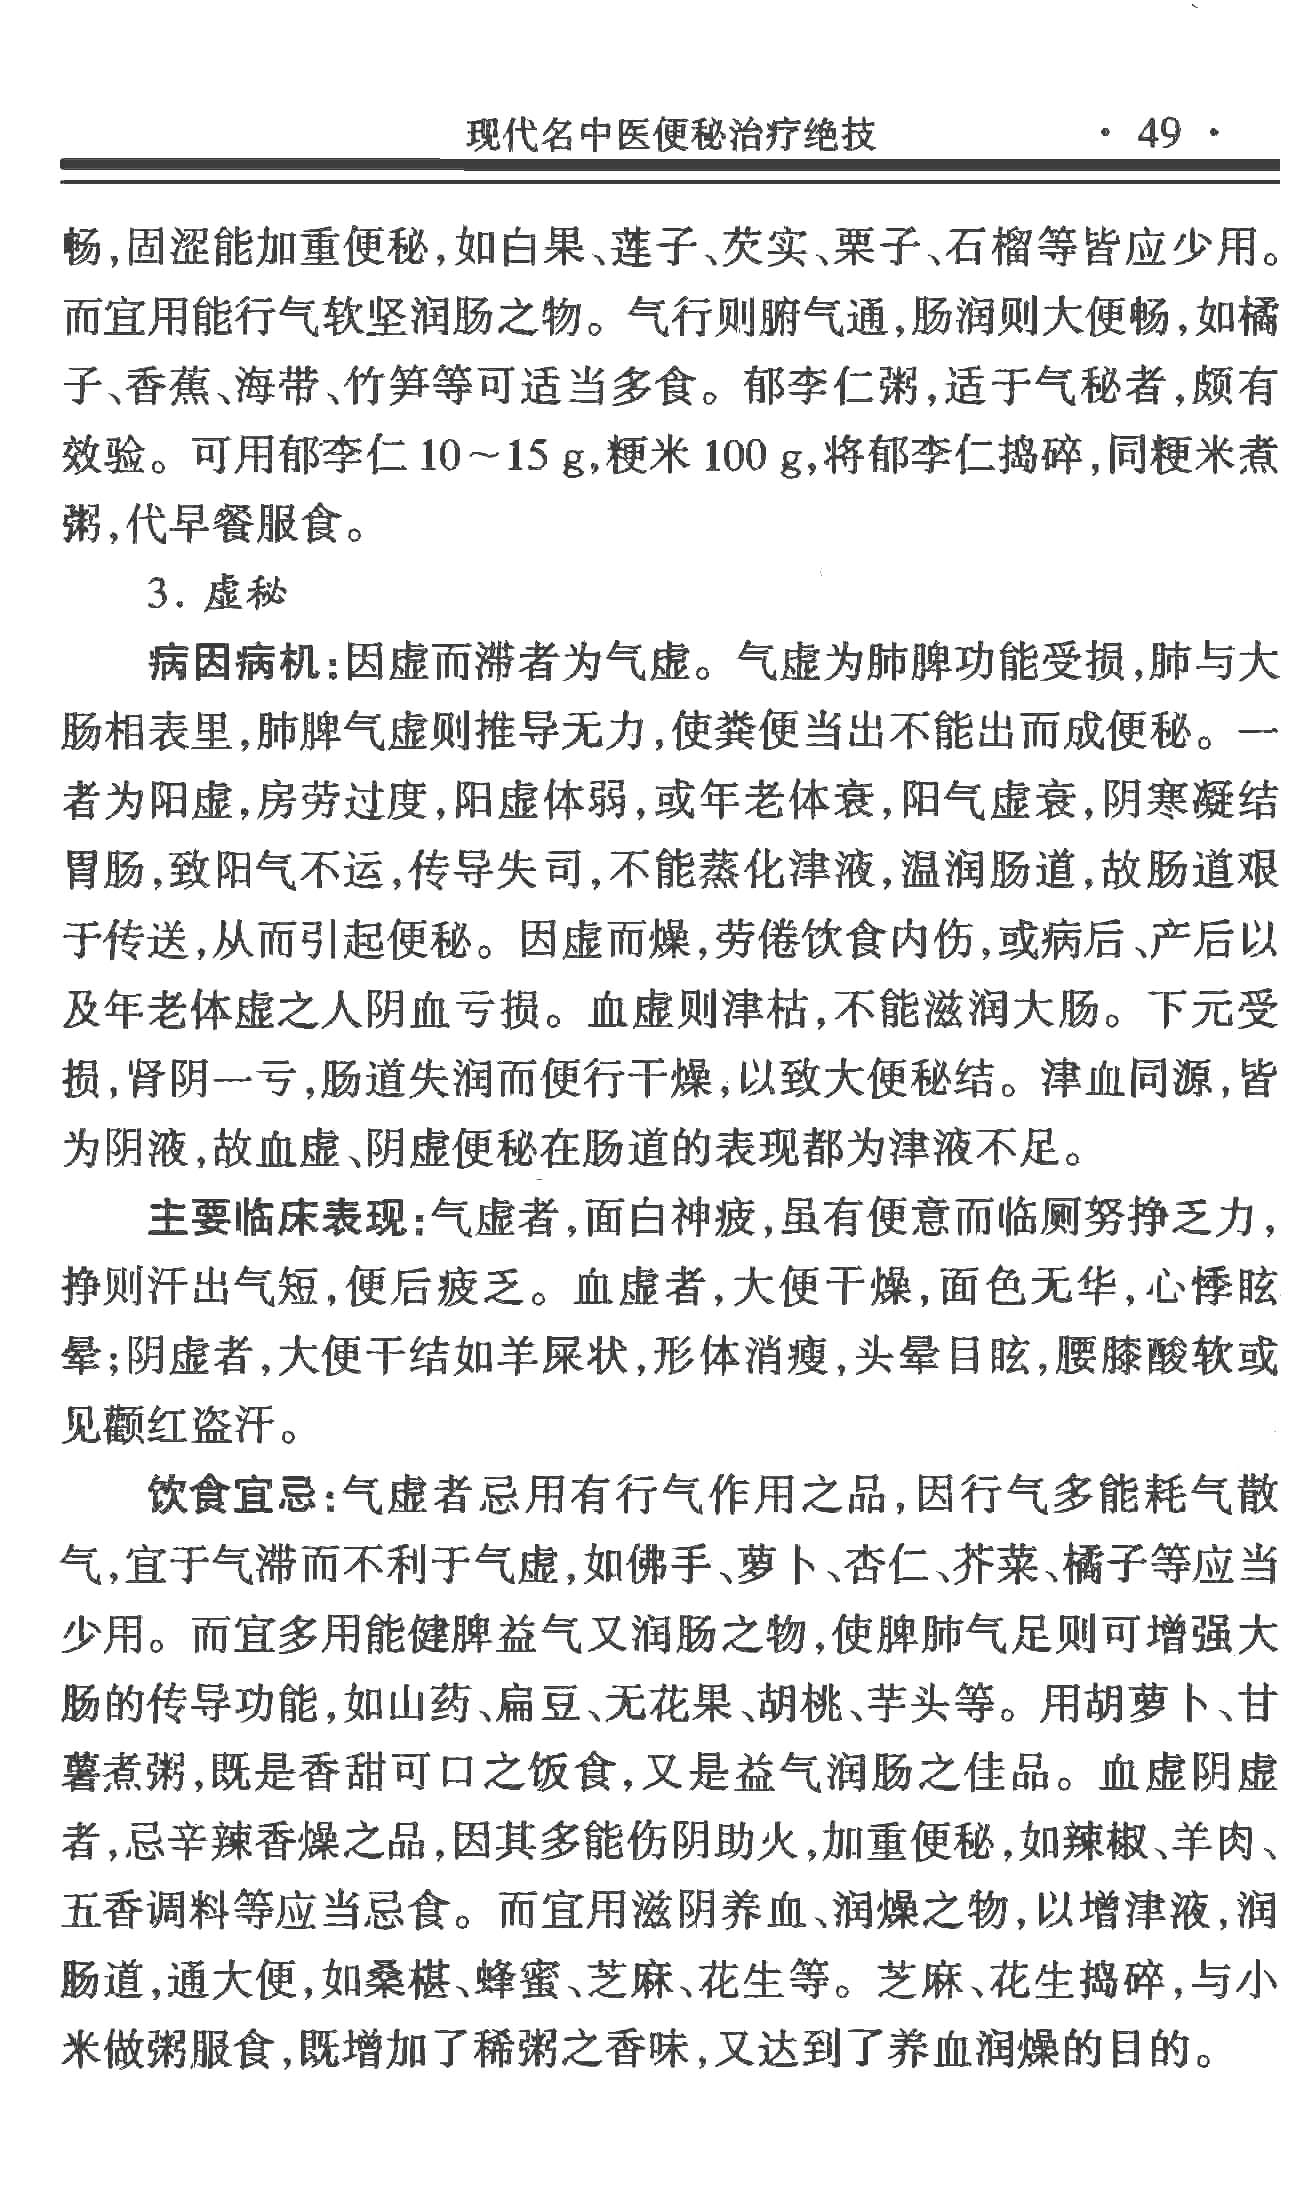 现代名中医便秘治疗绝技 · 49 ·
畅,固涩能加重便秘,如白果、莲子、芡实、栗子、石榴等皆应少用。
而宜用能行气软坚润肠之物。气行则腑气通,肠润则大便畅,如橘
子、香蕉、海带、竹笋等可适当多食。郁李仁粥,适于气秘者,颇有
效验。可用郁李仁 10～15 g,粳米 100 g,将郁李仁捣碎,同粳米煮
粥,代早餐服食。
3. 虚秘
病因病机:因虚而滞者为气虚。气虚为肺脾功能受损,肺与大
肠相表里,肺脾气虚则推导无力,使粪便当出不能出而成便秘。一
者为阳虚,房劳过度,阳虚体弱,或年老体衰,阳气虚衰,阴寒凝结
胃肠,致阳气不运,传导失司,不能蒸化津液,温润肠道,故肠道艰
于传送,从而引起便秘。因虚而燥,劳倦饮食内伤,或病后、产后以
及年老体虚之人阴血亏损。血虚则津枯,不能滋润大肠。下元受
损,肾阴一亏,肠道失润而便行干燥,以致大便秘结。津血同源,皆
为阴液,故血虚、阴虚便秘在肠道的表现都为津液不足。
主要临床表现:气虚者,面白神疲,虽有便意而临厕努挣乏力,
挣则汗出气短,便后疲乏。血虚者,大便干燥,面色无华,心悸眩
晕;阴虚者,大便干结如羊屎状,形体消瘦,头晕目眩,腰膝酸软或
见颧红盗汗。
饮食宜忌:气虚者忌用有行气作用之品,因行气多能耗气散
气,宜于气滞而不利于气虚,如佛手、萝卜、杏仁、芥菜、橘子等应当
少用。而宜多用能健脾益气又润肠之物,使脾肺气足则可增强大
肠的传导功能,如山药、扁豆、无花果、胡桃、芋头等。用胡萝卜、甘
薯煮粥,既是香甜可口之饭食,又是益气润肠之佳品。血虚阴虚
者,忌辛辣香燥之品,因其多能伤阴助火,加重便秘,如辣椒、羊肉、
五香调料等应当忌食。而宜用滋阴养血、润燥之物,以增津液,润
肠道,通大便,如桑椹、蜂蜜、芝麻、花生等。芝麻、花生捣碎,与小
米做粥服食,既增加了稀粥之香味,又达到了养血润燥的目的。